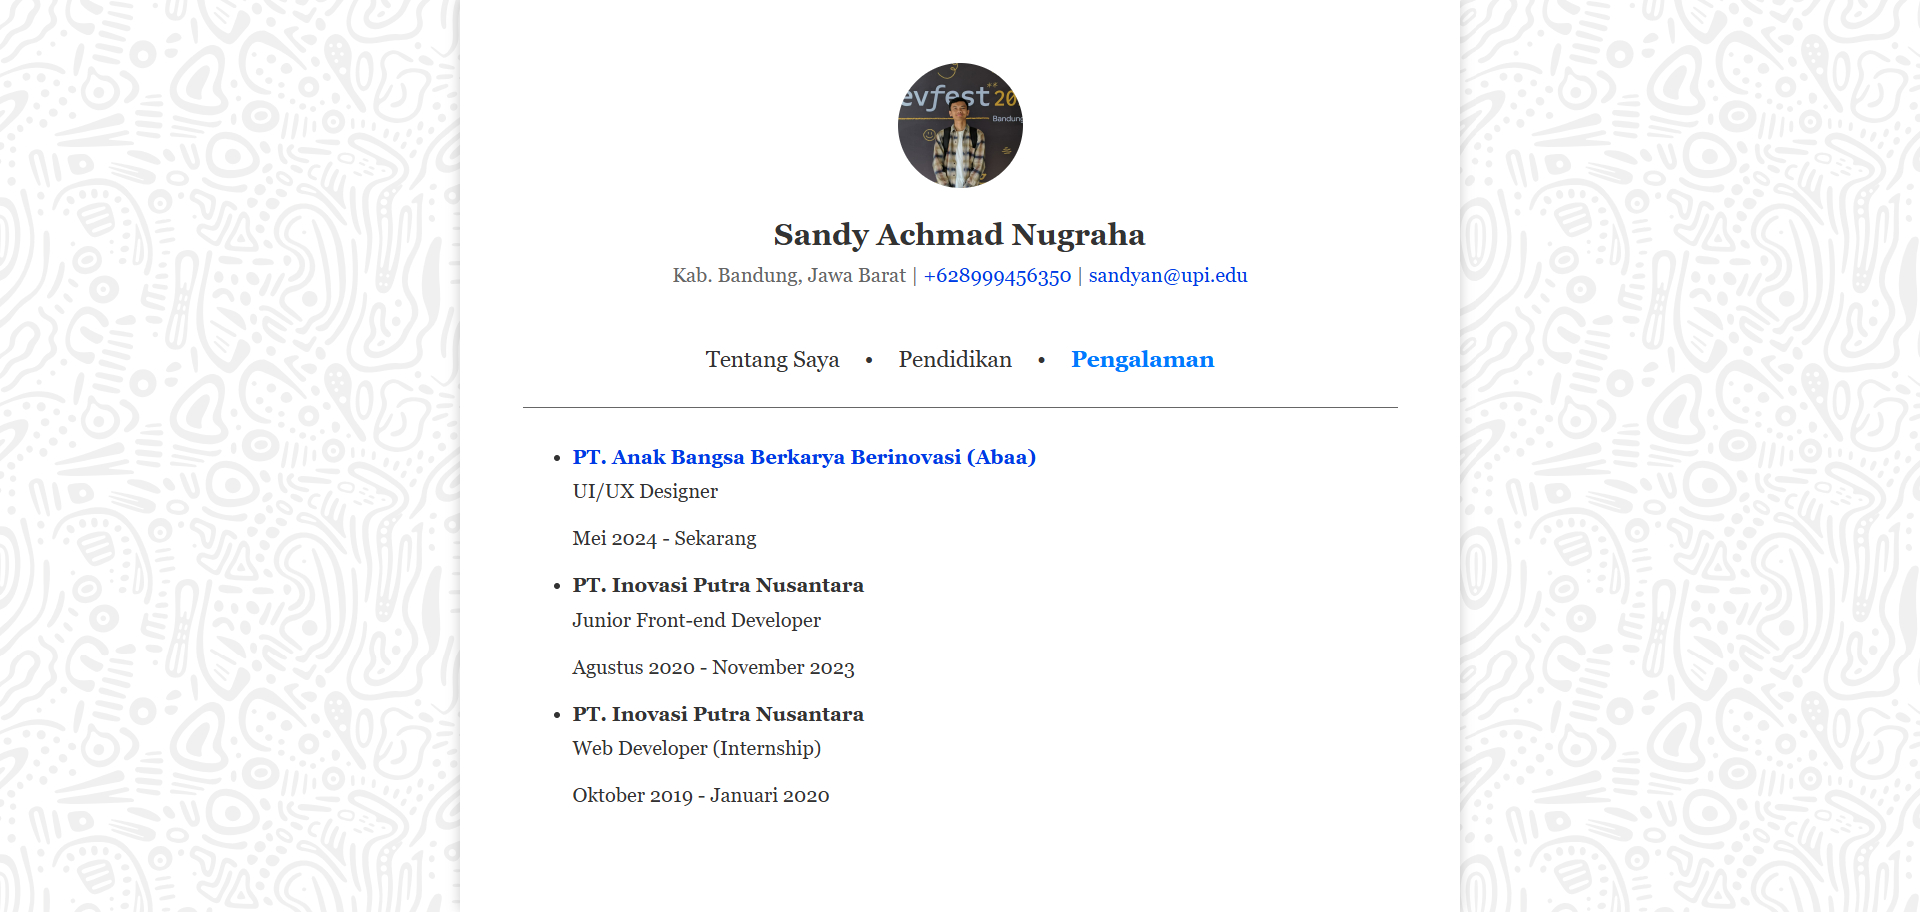 evfest 20
Bandung
Sandy Achmad Nugraha
Kab. Bandung, Jawa Barat | +628999456350 | sandyan@upi.edu
Tentang Saya • Pendidikan • Pengalaman
• PT. Anak Bangsa Berkarya Berinovasi (Abaa)
UI/UX Designer
Mei 2024 - Sekarang
• PT. Inovasi Putra Nusantara
Junior Front-end Developer
Agustus 2020 - November 2023
• PT. Inovasi Putra Nusantara
Web Developer (Internship)
Oktober 2019 - Januari 2020